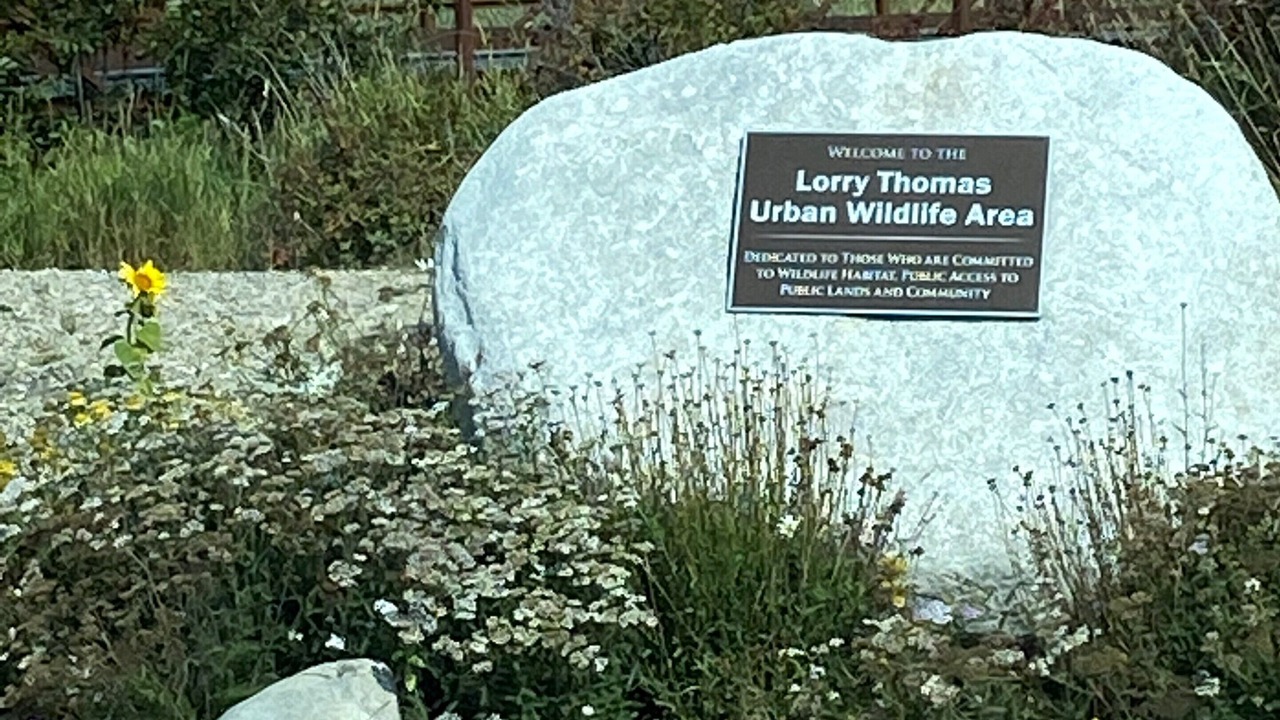 WELCOME TO THE
Lorry Thomas
Urban Wildlife Area
DEDICATED TO THOSE WHO ARE COMMITTED
TO WILDLIFE HABITAT, PUBLIC ACCESS TO
PUBLIC LANDS AND COMMUNITY